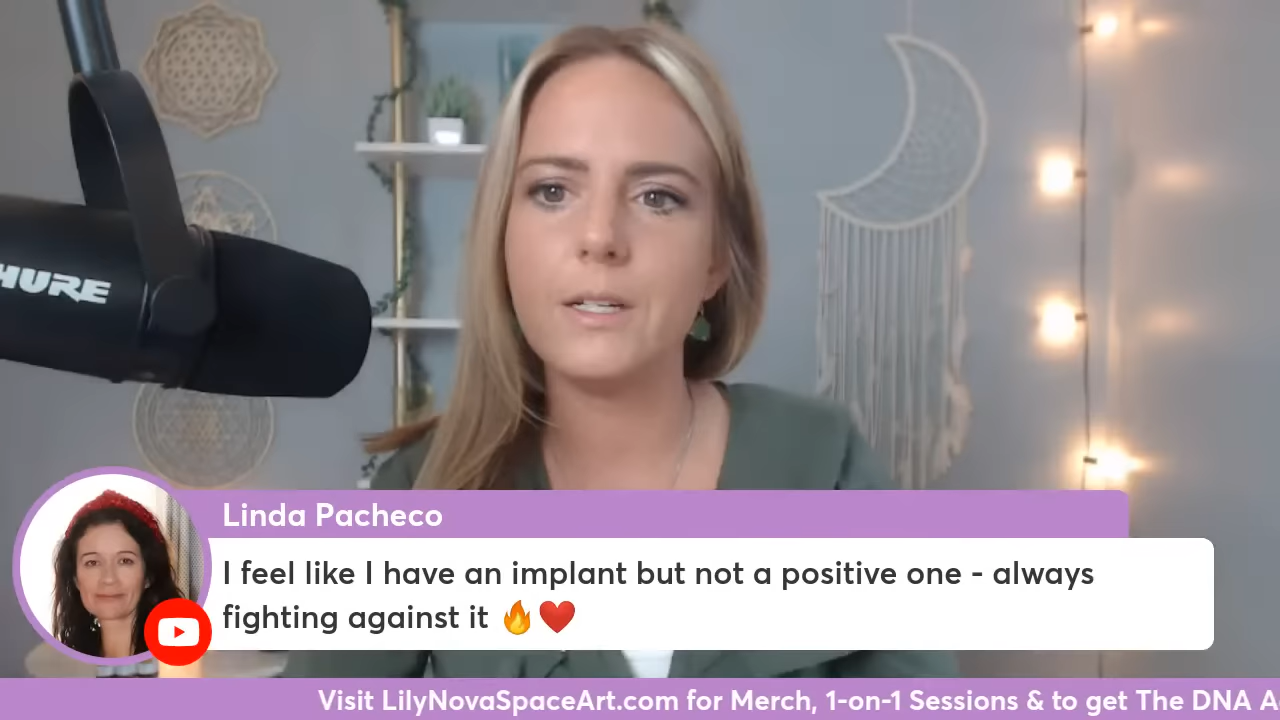 HURE
Linda Pacheco
I feel like I have an implant but not a positive one - always
fighting against it 🔥❤️
Visit LilyNovaSpaceArt.com for Merch, 1-on-1 Sessions & to get The DNA A